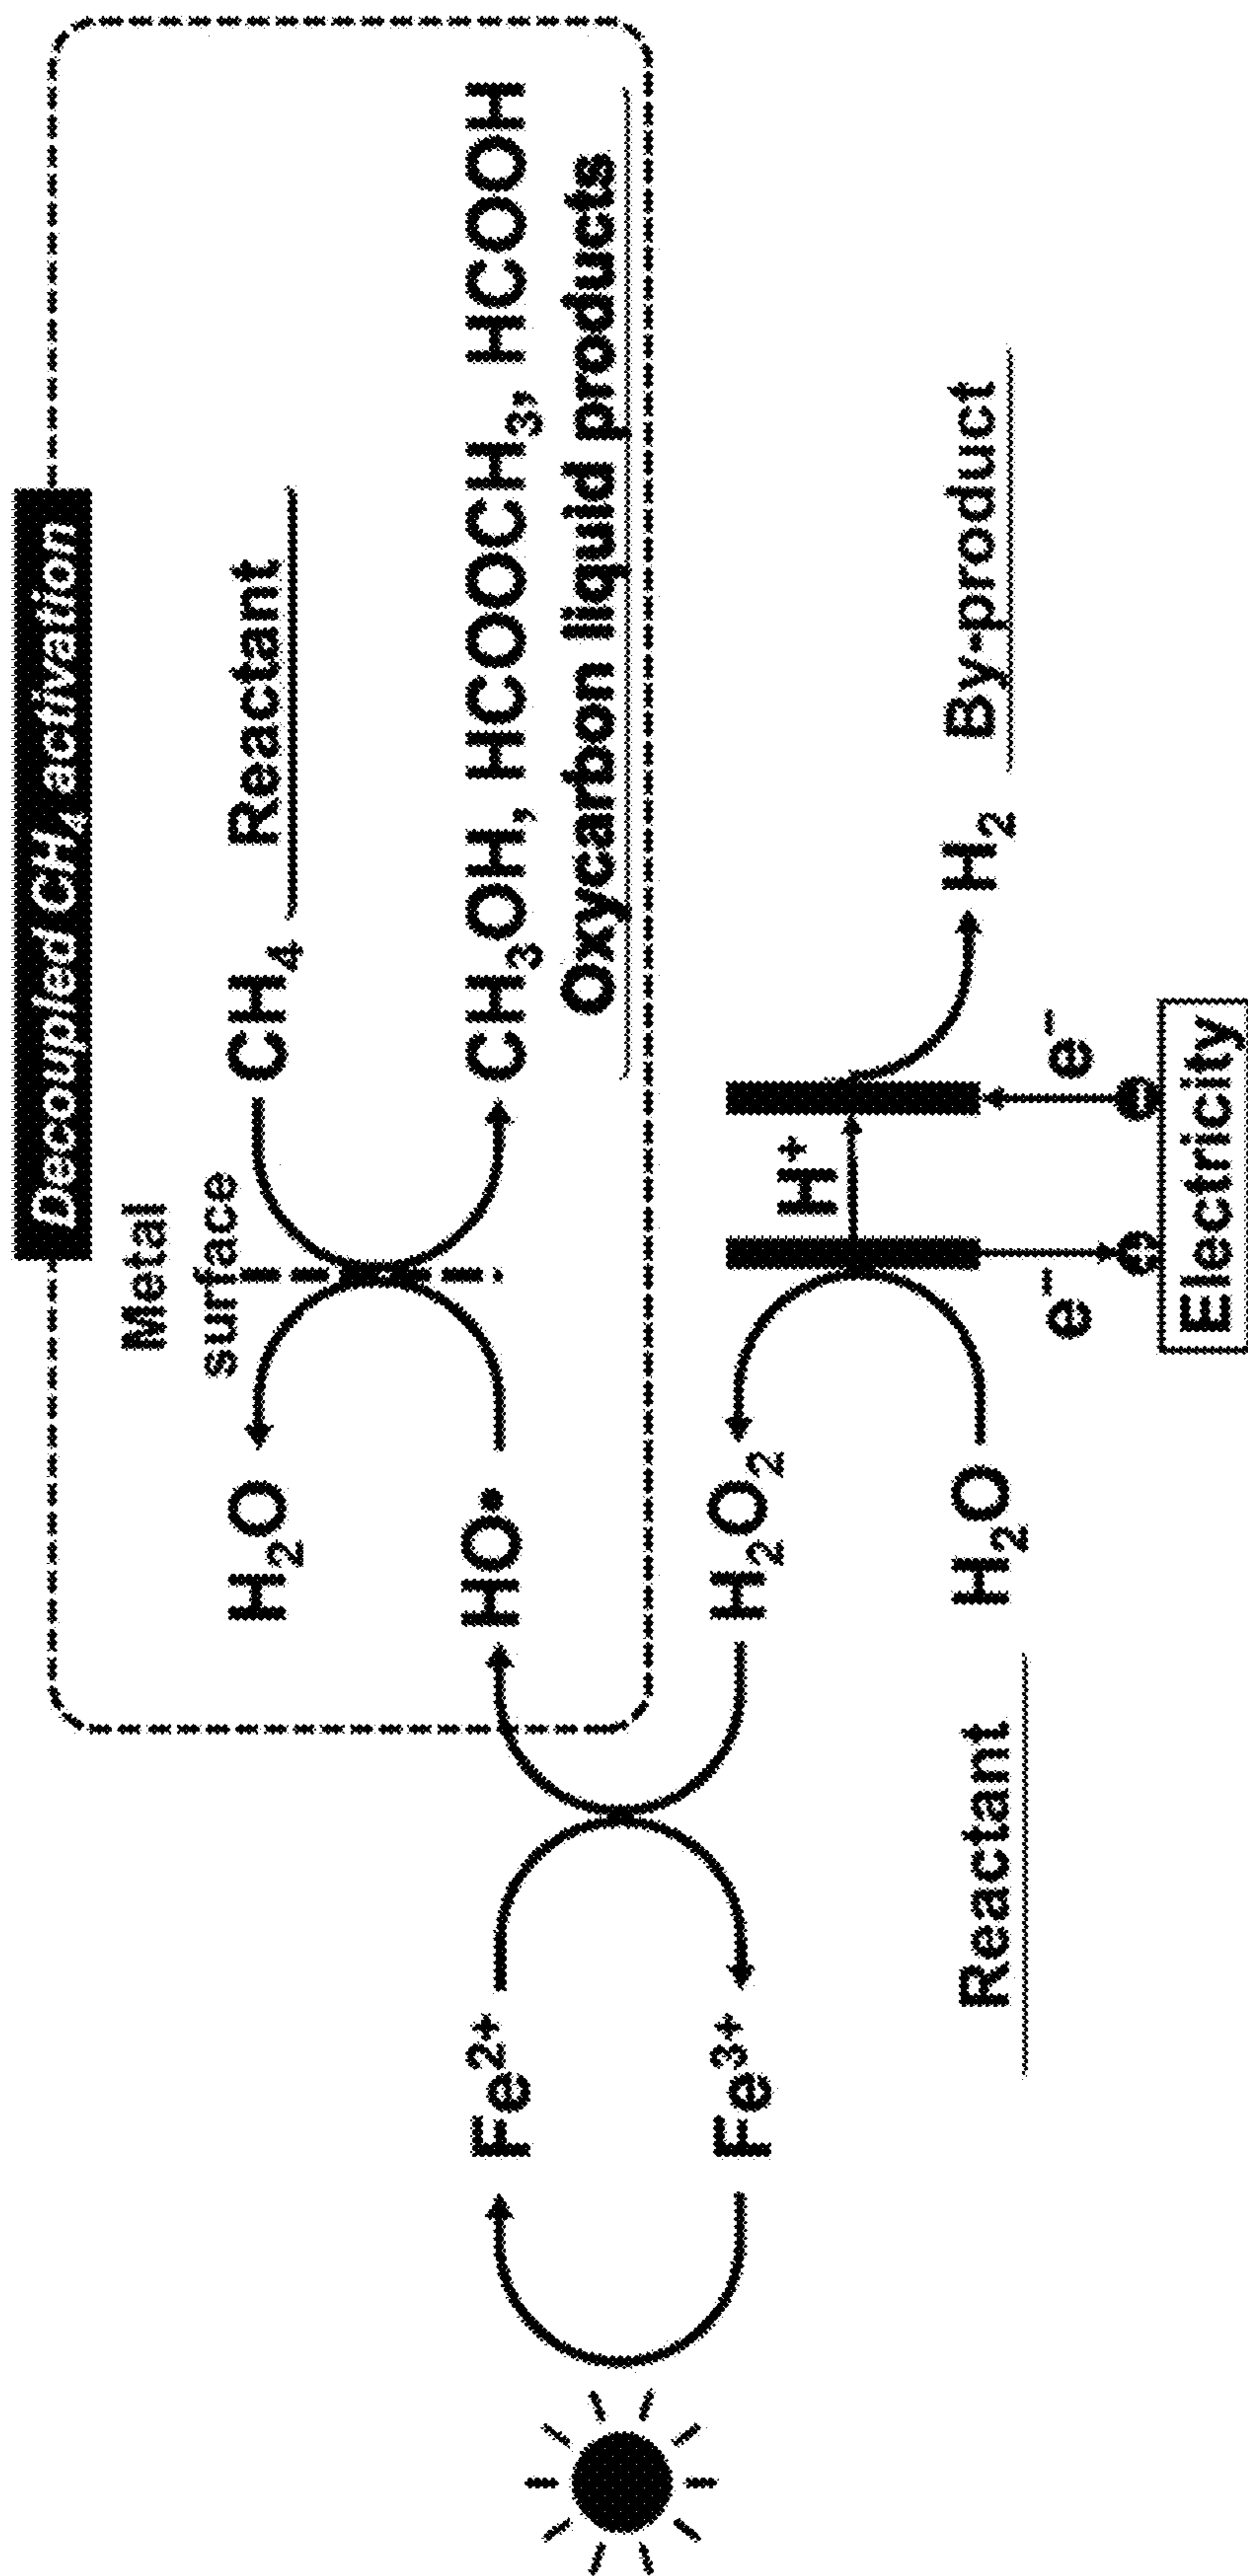 Decoupled CH₄ activation
Metal
surface
H₂O
CH₄ Reactant
HO•
CH₃OH, HCOOCH₃, HCOOH
Oxycarbon liquid products
Fe²⁺
Fe³⁺
H₂O₂
H⁺
Reactant
H₂O
H₂ By-product
e⁻
e⁻
Electricity